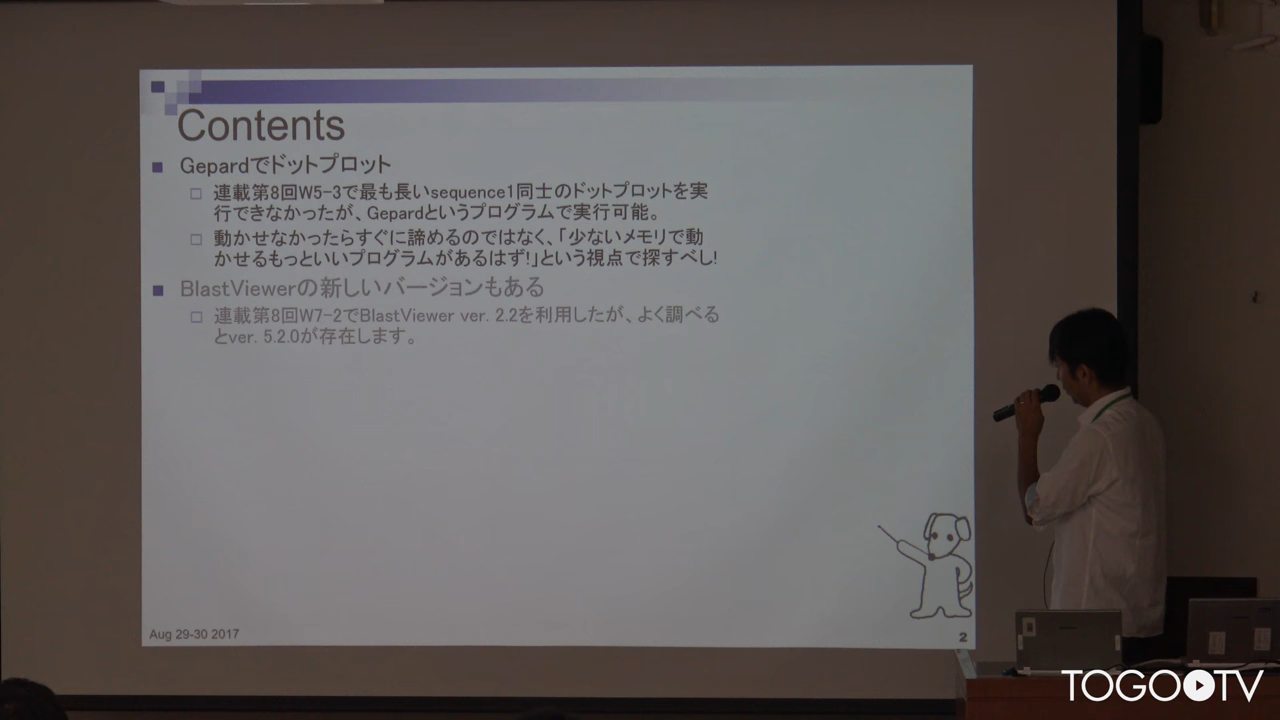 Contents
Gepardでドットプロット
連載第8回W5-3で最も長いsequence1同士のドットプロットを実
行できなかったが、Gepardというプログラムで実行可能。
動かせなかったらすぐに諦めるのではなく、「少ないメモリで動
かせるもっといいプログラムがあるはず!」という視点で探すべし!
BlastViewerの新しいバージョンもある
連載第8回W7-2でBlastViewer ver. 2.2を利用したが、よく調べる
とver. 5.2.0が存在します。
Aug 29-30 2017
2
TOGO TV